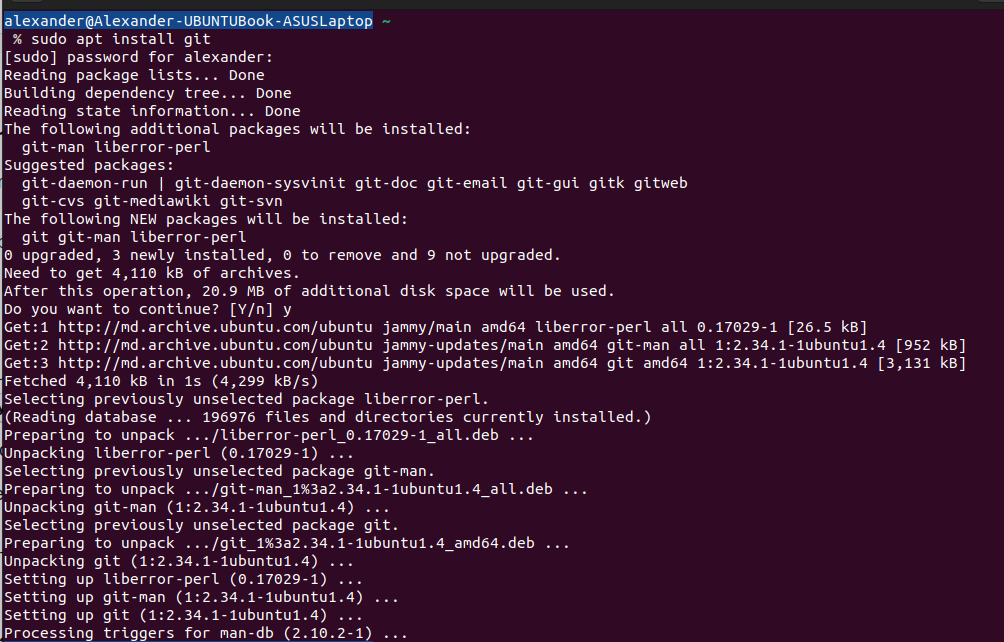 alexander@Alexander-UBUNTUBook-ASUSLaptop ~
% sudo apt install git
[sudo] password for alexander:
Reading package lists... Done
Building dependency tree... Done
Reading state information... Done
The following additional packages will be installed:
  git-man liberror-perl
Suggested packages:
  git-daemon-run | git-daemon-sysvinit git-doc git-email git-gui gitk gitweb
  git-cvs git-mediawiki git-svn
The following NEW packages will be installed:
  git git-man liberror-perl
0 upgraded, 3 newly installed, 0 to remove and 9 not upgraded.
Need to get 4,110 kB of archives.
After this operation, 20.9 MB of additional disk space will be used.
Do you want to continue? [Y/n] y
Get:1 http://md.archive.ubuntu.com/ubuntu jammy/main amd64 liberror-perl all 0.17029-1 [26.5 kB]
Get:2 http://md.archive.ubuntu.com/ubuntu jammy-updates/main amd64 git-man all 1:2.34.1-1ubuntu1.4 [952 kB]
Get:3 http://md.archive.ubuntu.com/ubuntu jammy-updates/main amd64 git amd64 1:2.34.1-1ubuntu1.4 [3,131 kB]
Fetched 4,110 kB in 1s (4,299 kB/s)
Selecting previously unselected package liberror-perl.
(Reading database ... 196976 files and directories currently installed.)
Preparing to unpack .../liberror-perl_0.17029-1_all.deb ...
Unpacking liberror-perl (0.17029-1) ...
Selecting previously unselected package git-man.
Preparing to unpack .../git-man_1%3a2.34.1-1ubuntu1.4_all.deb ...
Unpacking git-man (1:2.34.1-1ubuntu1.4) ...
Selecting previously unselected package git.
Preparing to unpack .../git_1%3a2.34.1-1ubuntu1.4_amd64.deb ...
Unpacking git (1:2.34.1-1ubuntu1.4) ...
Setting up liberror-perl (0.17029-1) ...
Setting up git-man (1:2.34.1-1ubuntu1.4) ...
Setting up git (1:2.34.1-1ubuntu1.4) ...
Processing triggers for man-db (2.10.2-1) ...